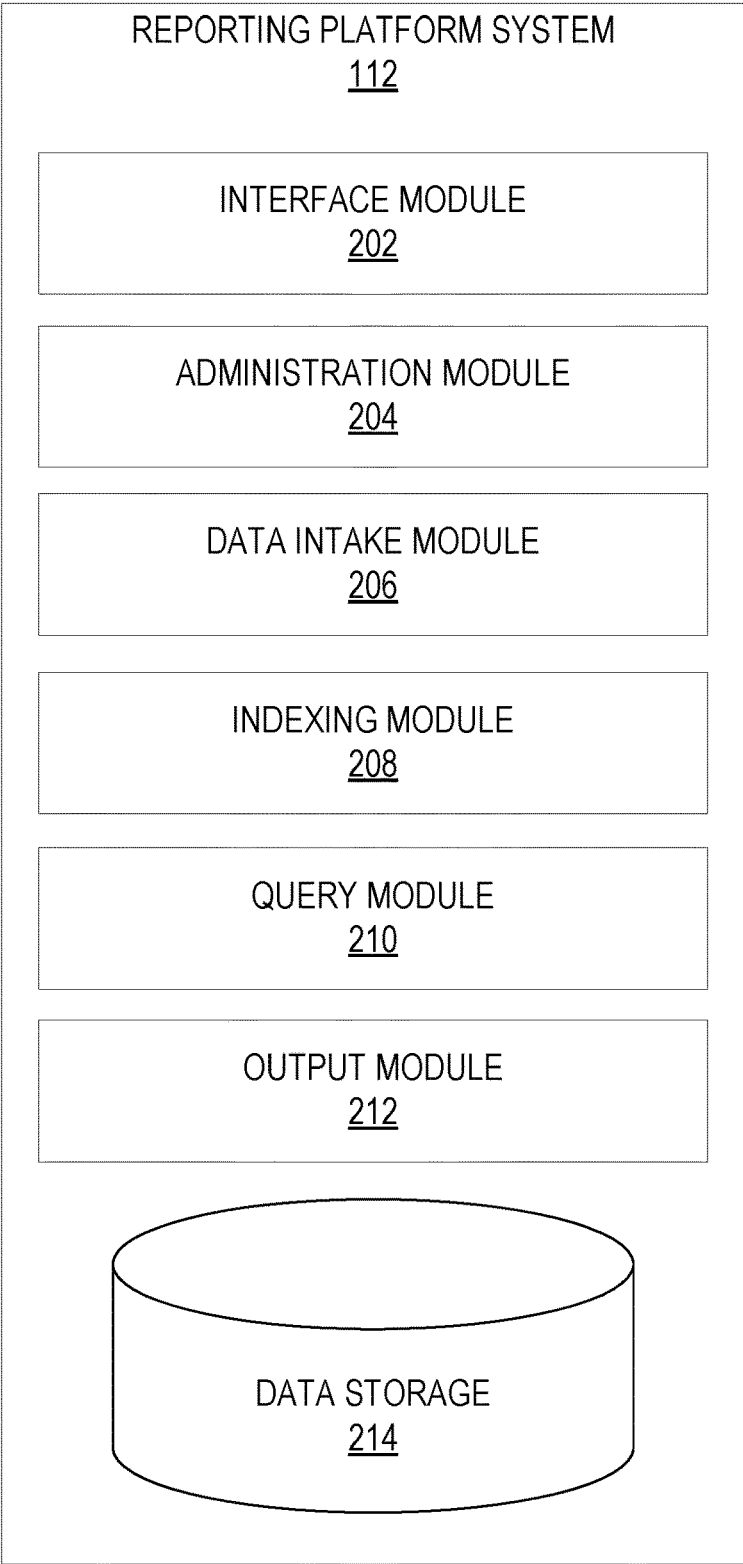 REPORTING PLATFORM SYSTEM
112
INTERFACE MODULE
202
ADMINISTRATION MODULE
204
DATA INTAKE MODULE
206
INDEXING MODULE
208
QUERY MODULE
210
OUTPUT MODULE
212
DATA STORAGE
214